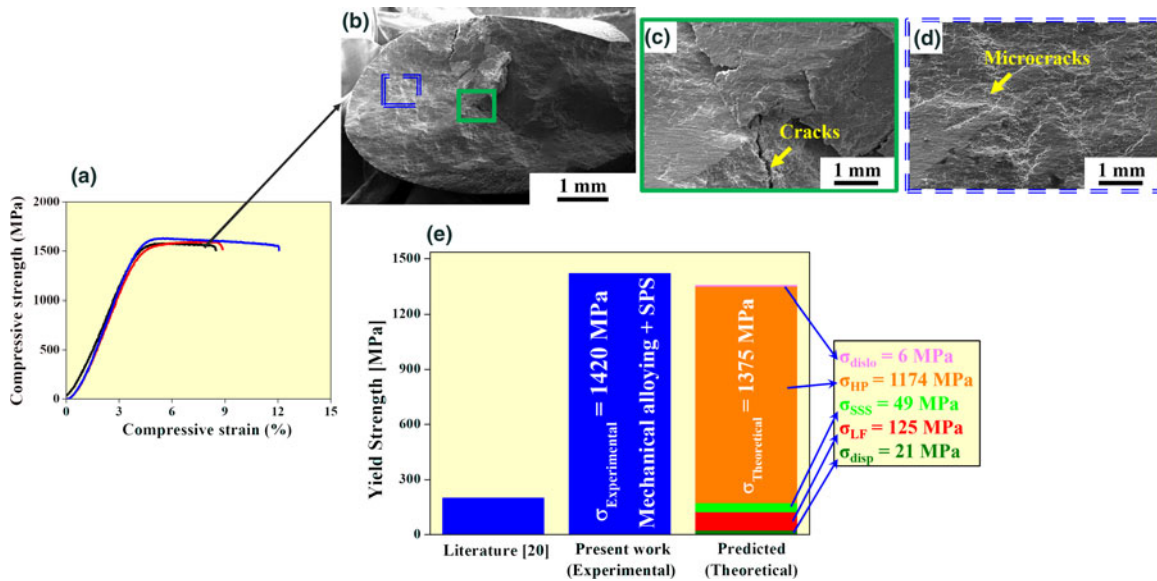 (a)
Compressive strength (MPa)
2000
1500
1000
500
0
0 3 6 9 12 15
Compressive strain (%)
(b)
1 mm
(c)
Cracks
1 mm
(d)
Microcracks
1 mm
(e)
Yield Strength [MPa]
1500
1200
900
600
300
0
σExperimental = 1420 MPa
Mechanical alloying + SPS
σTheoretical = 1375 MPa
Literature [20]
Present work
(Experimental)
Predicted
(Theoretical)
σdislo = 6 MPa
σHP = 1174 MPa
σSSS = 49 MPa
σLF = 125 MPa
σdisp = 21 MPa